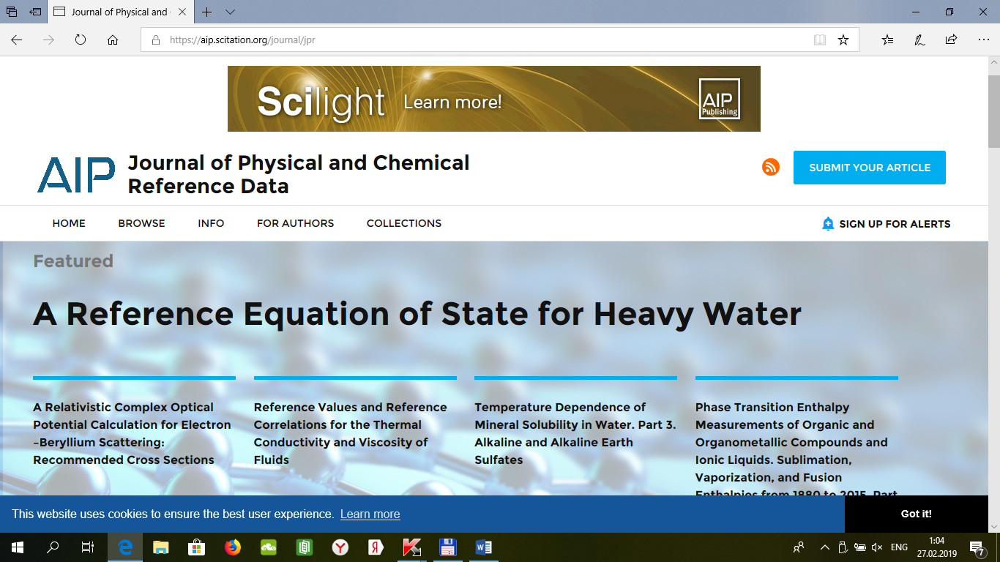 Journal of Physical and
https://aip.scitation.org/journal/jpr
Scilight Learn more! AIP Publishing
AIP Journal of Physical and Chemical
Reference Data
SUBMIT YOUR ARTICLE
HOME BROWSE INFO FOR AUTHORS COLLECTIONS SIGN UP FOR ALERTS
Featured
A Reference Equation of State for Heavy Water
A Relativistic Complex Optical
Potential Calculation for Electron
–Beryllium Scattering:
Recommended Cross Sections
Reference Values and Reference
Correlations for the Thermal
Conductivity and Viscosity of
Fluids
Temperature Dependence of
Mineral Solubility in Water. Part 3.
Alkaline and Alkaline Earth
Sulfates
Phase Transition Enthalpy
Measurements of Organic and
Organometallic Compounds and
Ionic Liquids. Sublimation,
Vaporization, and Fusion
Enthalpies from 1880 to 2015. Part
This website uses cookies to ensure the best user experience. Learn more
Got it!
ENG
1:04
27.02.2019
7